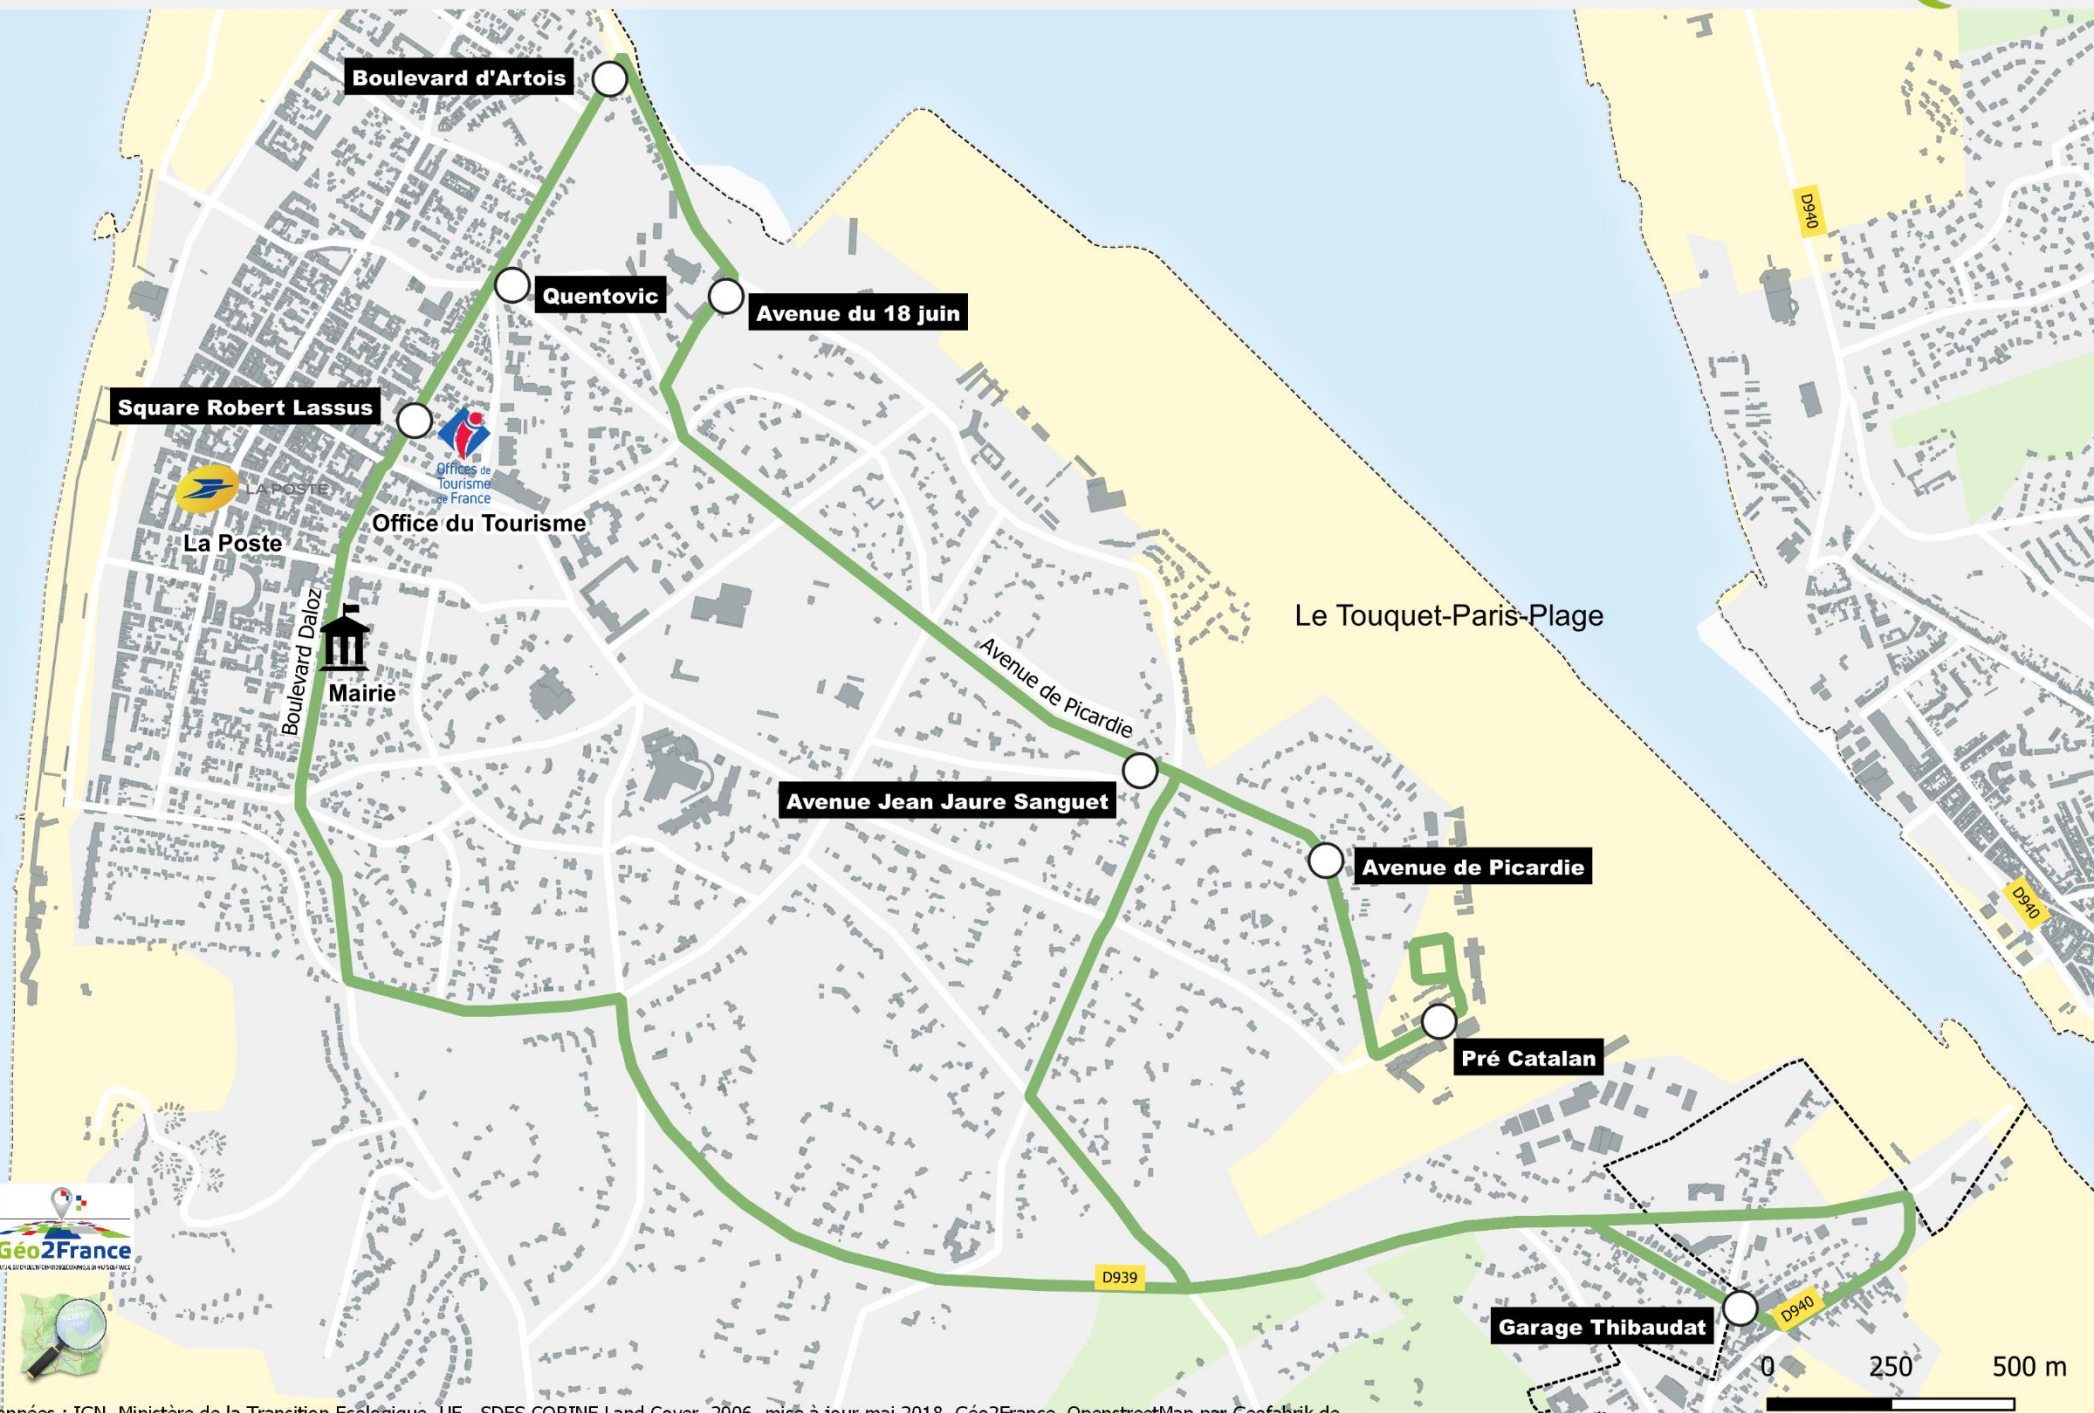 Boulevard d'Artois
D940
Quentovic
Avenue du 18 juin
Square Robert Lassus
Offices de
Tourisme
de France
LA POSTE
Office du Tourisme
La Poste
Boulevard Daloz
Le Touquet-Paris-Plage
Avenue de Picardie
Mairie
Avenue Jean Jaure Sanguet
Avenue de Picardie
D940
Pré Catalan
Géo2France
D939
D940
Garage Thibaudat
0 250 500 m